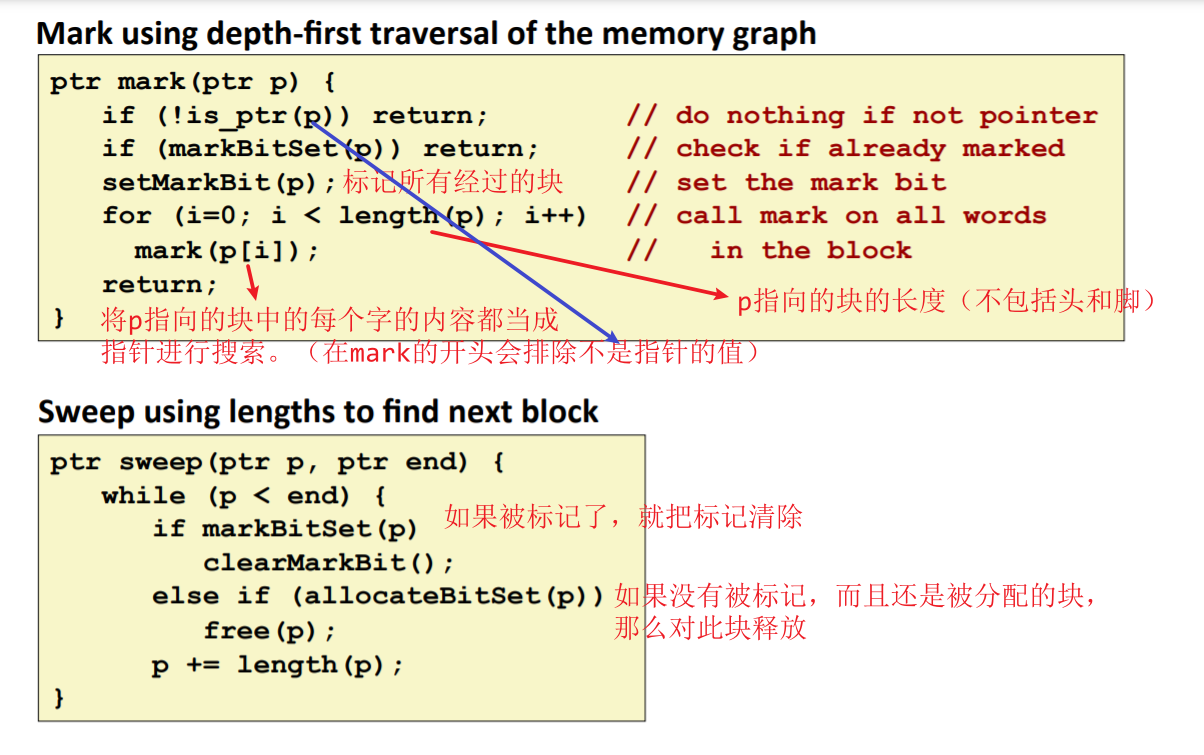 Mark using depth-first traversal of the memory graph
ptr mark(ptr p) {
if (!is_ptr(p)) return; // do nothing if not pointer
if (markBitSet(p)) return; // check if already marked
setMarkBit(p); 标记所有经过的块 // set the mark bit
for (i=0; i < length(p); i++) // call mark on all words
mark(p[i]); // in the block
return;
p指向的块的长度（不包括头和脚）
}
将p指向的块中的每个字的内容都当成
指针进行搜索。（在mark的开头会排除不是指针的值）
Sweep using lengths to find next block
ptr sweep(ptr p, ptr end) {
while (p < end) {
if markBitSet(p) 如果被标记了，就把标记清除
clearMarkBit();
else if (allocateBitSet(p)) 如果没有被标记，而且还是被分配的块，
free(p); 那么对此块释放
p += length(p);
}